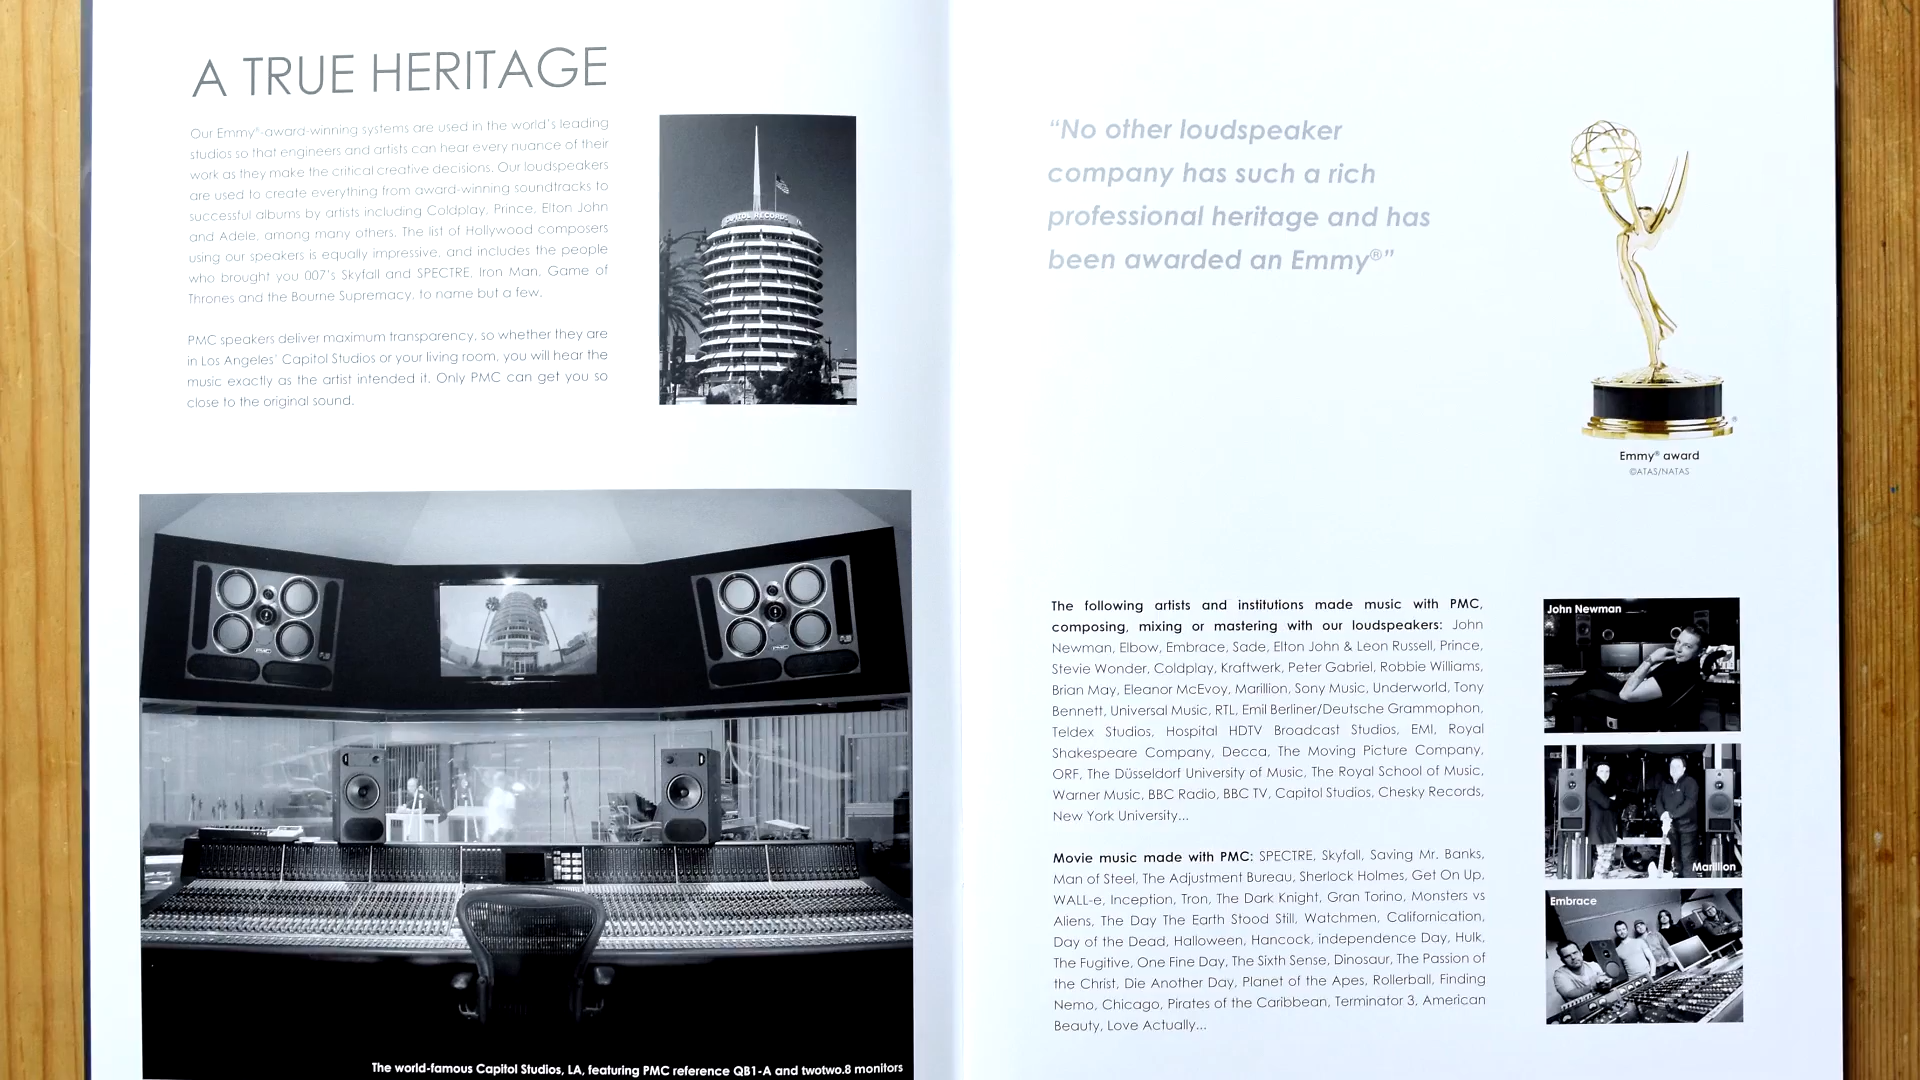 A TRUE HERITAGE
Our Emmy®-award-winning systems are used in the world's leading
studios so that engineers and artists can hear every nuance of their
work as they make the critical creative decisions. Our loudspeakers
are used to create everything from award-winning soundtracks to
successful albums by artists including Coldplay, Prince, Elton John
and Adele, among many others. The list of Hollywood composers
using our speakers is equally impressive, and includes the people
who brought you 007's Skyfall and SPECTRE, Iron Man, Game of
Thrones and the Bourne Supremacy, to name but a few.
PMC speakers deliver maximum transparency, so whether they are
in Los Angeles' Capitol Studios or your living room, you will hear the
music exactly as the artist intended it. Only PMC can get you so
close to the original sound.
CAPITOL RECORDS
PMC
PMC
The world-famous Capitol Studios, LA, featuring PMC reference QB1-A and twotwo.8 monitors
“No other loudspeaker
company has such a rich
professional heritage and has
been awarded an Emmy®”
®
Emmy® award
©ATAS/NATAS
The following artists and institutions made music with PMC,
composing, mixing or mastering with our loudspeakers: John
Newman, Elbow, Embrace, Sade, Elton John & Leon Russell, Prince,
Stevie Wonder, Coldplay, Kraftwerk, Peter Gabriel, Robbie Williams,
Brian May, Eleanor McEvoy, Marillion, Sony Music, Underworld, Tony
Bennett, Universal Music, RTL, Emil Berliner/Deutsche Grammophon,
Teldex Studios, Hospital HDTV Broadcast Studios, EMI, Royal
Shakespeare Company, Decca, The Moving Picture Company,
ORF, The Düsseldorf University of Music, The Royal School of Music,
Warner Music, BBC Radio, BBC TV, Capitol Studios, Chesky Records,
New York University...
Movie music made with PMC: SPECTRE, Skyfall, Saving Mr. Banks,
Man of Steel, The Adjustment Bureau, Sherlock Holmes, Get On Up,
WALL-e, Inception, Tron, The Dark Knight, Gran Torino, Monsters vs
Aliens, The Day The Earth Stood Still, Watchmen, Californication,
Day of the Dead, Halloween, Hancock, independence Day, Hulk,
The Fugitive, One Fine Day, The Sixth Sense, Dinosaur, The Passion of
the Christ, Die Another Day, Planet of the Apes, Rollerball, Finding
Nemo, Chicago, Pirates of the Caribbean, Terminator 3, American
Beauty, Love Actually...
John Newman
Marillion
Embrace